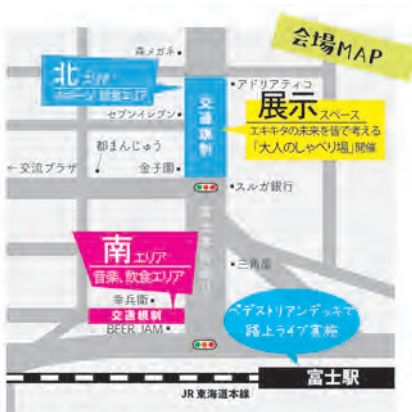 会場MAP
森メガネ
北エリア
アドリアティコ
交通規制
展示スペース
エキキタの未来を皆で考える
「大人のしゃべり場」開催
セブンイレブン
都まんじゅう
←交流プラザ
金子園
スルガ銀行
南エリア
音楽、飲食エリア
三角屋
幸兵衛
交通規制
BEER JAM
ペデストリアンデッキで
路上ライブ実施
富士駅
JR東海道本線